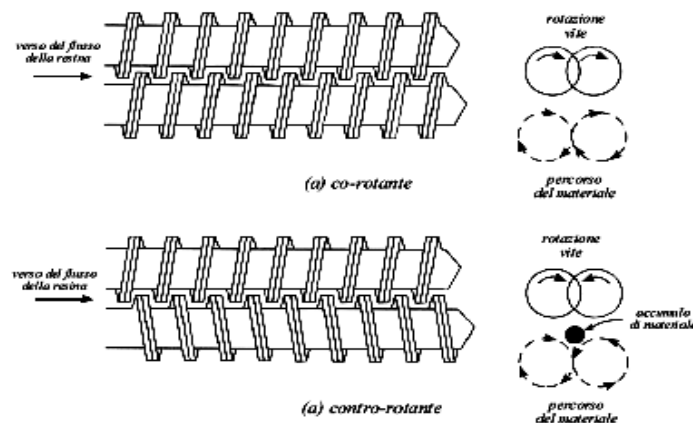 rotazione
vite
verso del flusso
della resina
percorso
del materiale
(a) co-rotante
rotazione
vite
verso del flusso
della resina
accumulo
di materiale
(a) contro-rotante
percorso
del materiale